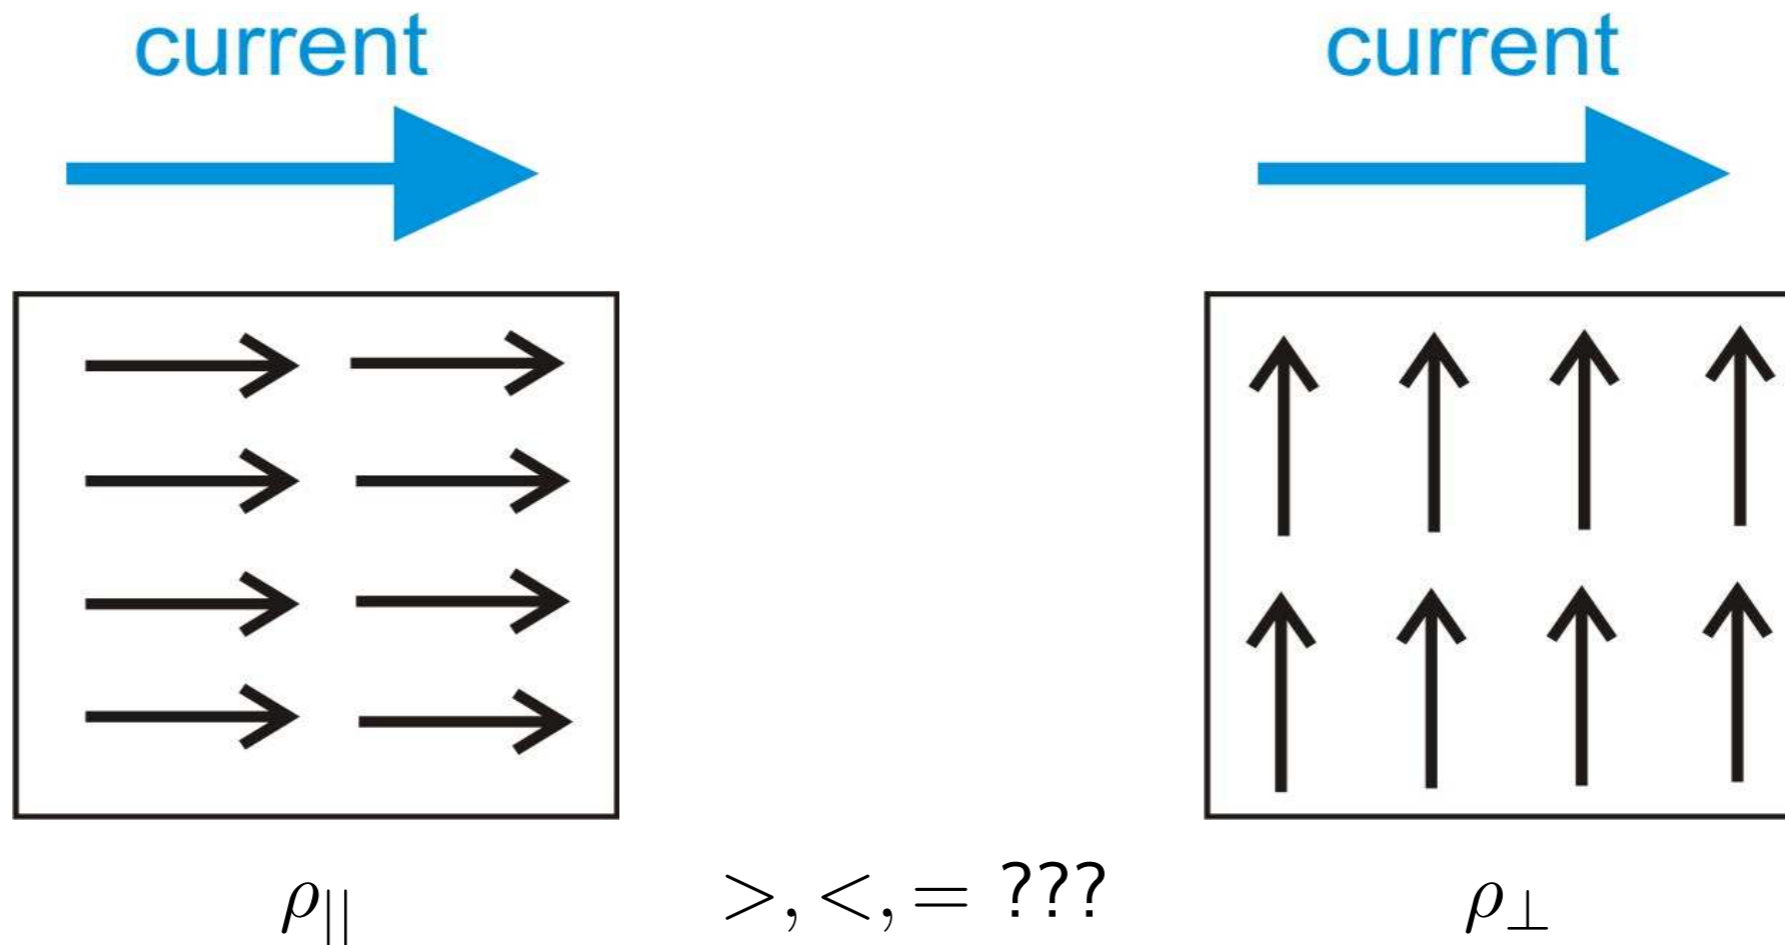 current current
ρ|| >, <, = ??? ρ⊥